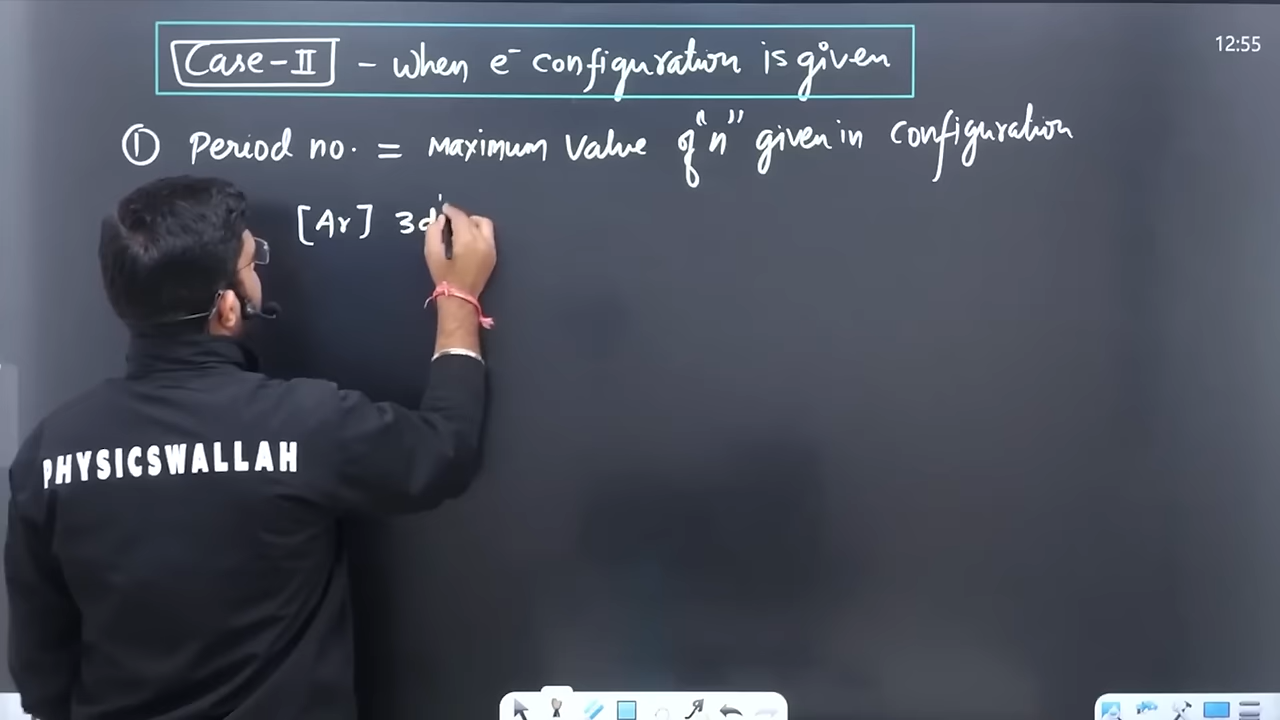 12:55
Case-II - when e⁻ configuration is given
① Period no. = Maximum Value of "n" given in configuration
[Ar] 3d
PHYSICSWALLAH